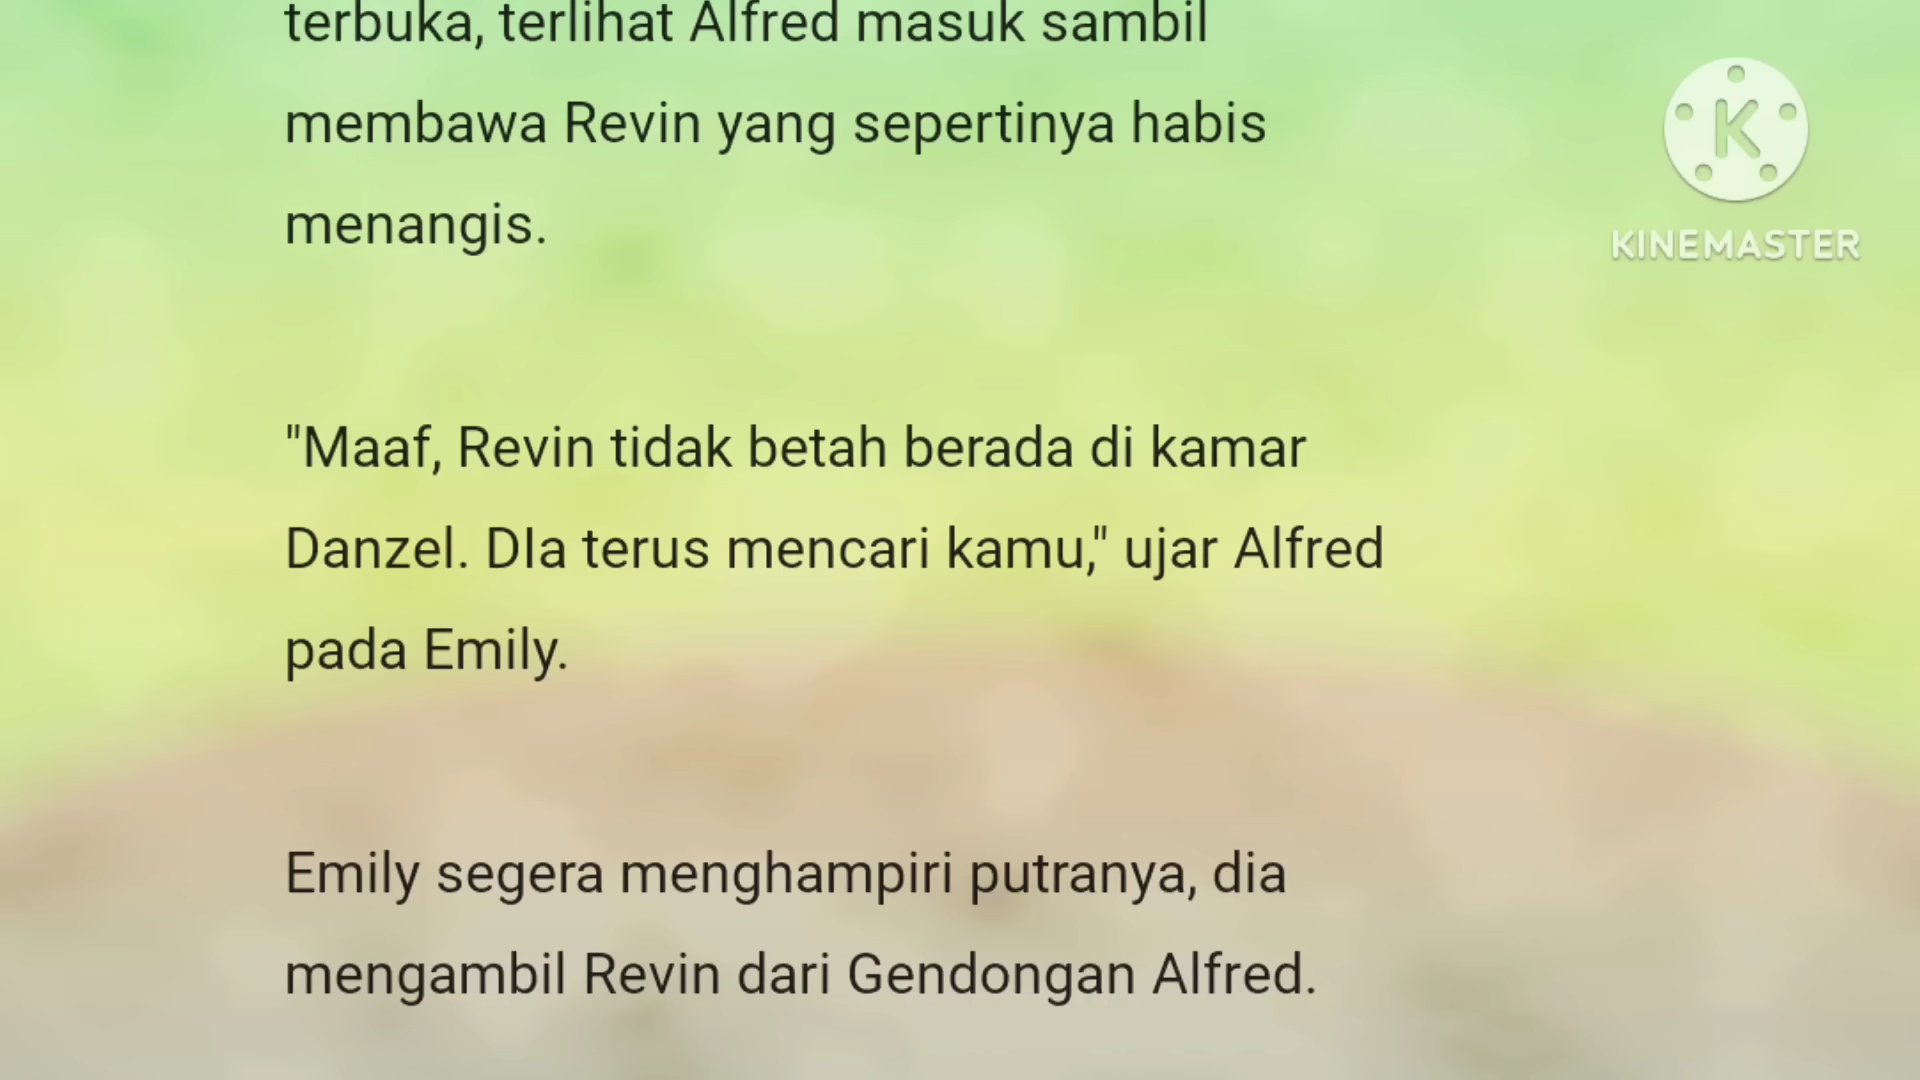 terbuka, terlihat Alfred masuk sambil
membawa Revin yang sepertinya habis
menangis.
"Maaf, Revin tidak betah berada di kamar
Danzel. DIa terus mencari kamu," ujar Alfred
pada Emily.
Emily segera menghampiri putranya, dia
mengambil Revin dari Gendongan Alfred.
K
KINEMASTER